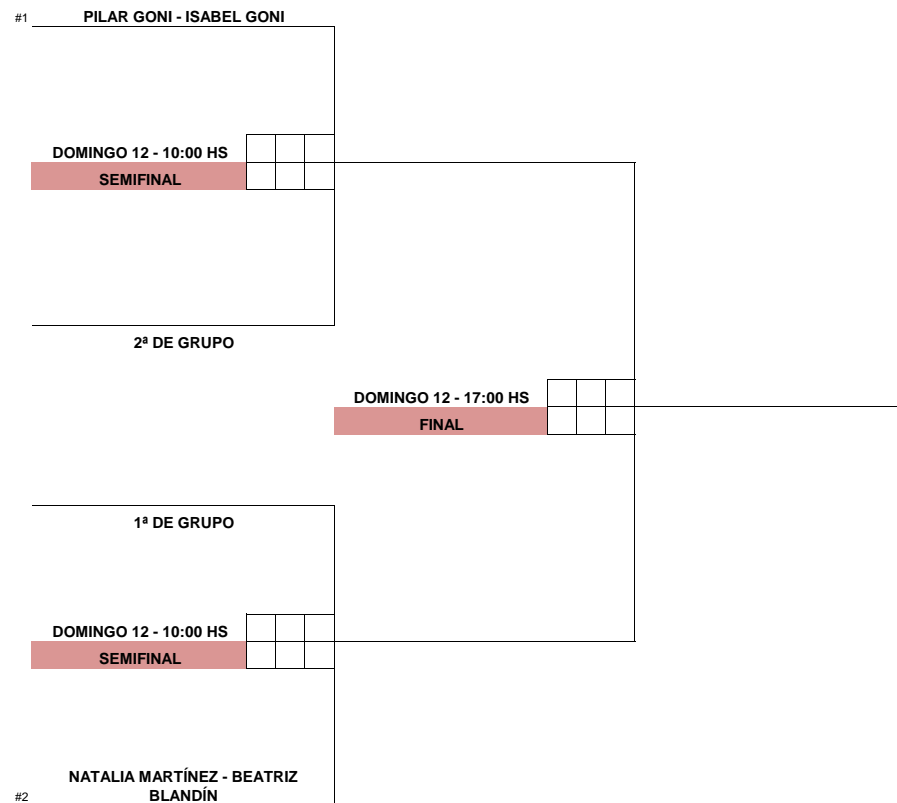 #1 PILAR GONI - ISABEL GONI
DOMINGO 12 - 10:00 HS
SEMIFINAL
2ª DE GRUPO
DOMINGO 12 - 17:00 HS
FINAL
1ª DE GRUPO
DOMINGO 12 - 10:00 HS
SEMIFINAL
NATALIA MARTÍNEZ - BEATRIZ
#2 BLANDÍN